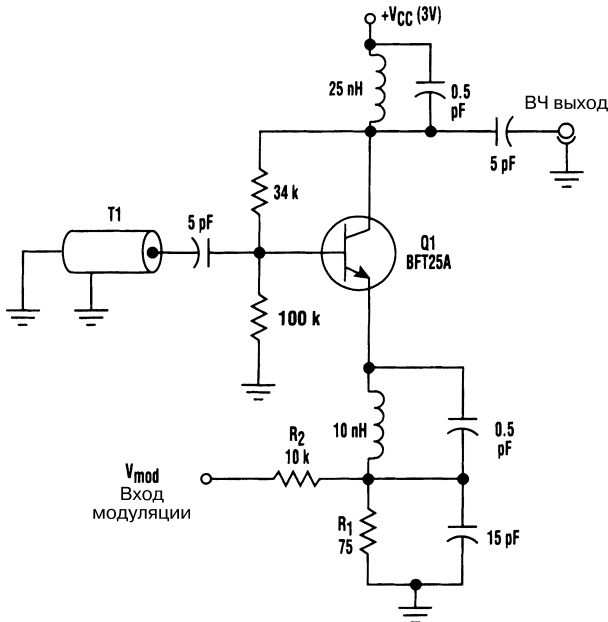 +VCC (3V)
25 nH
0.5
pF
ВЧ выход
5 pF
34 k
T1
5 pF
Q1
BFT25A
100 k
10 nH
0.5
pF
R2
10 k
Vmod
Вход
модуляции
R1
75
15 pF